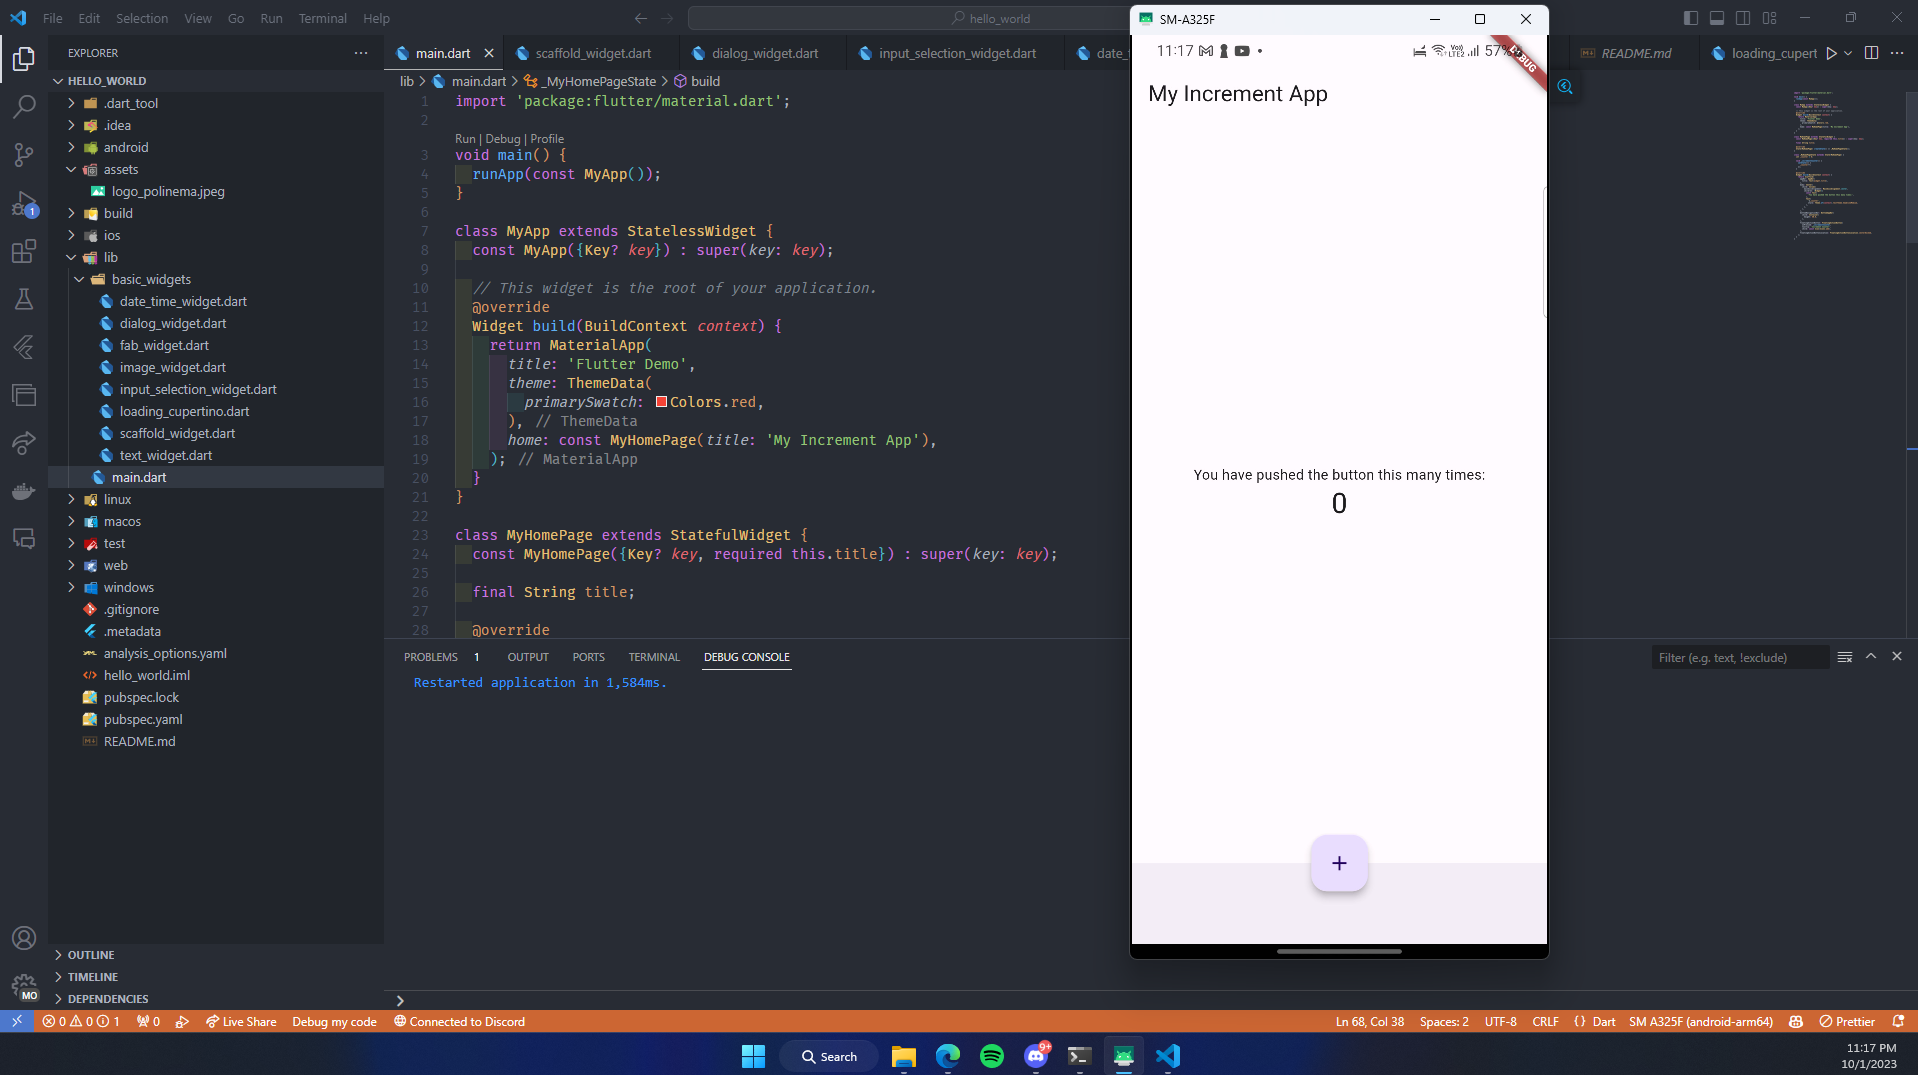 File Edit Selection View Go Run Terminal Help
hello_world
EXPLORER
HELLO_WORLD
.dart_tool
.idea
android
assets
logo_polinema.jpeg
build
ios
lib
basic_widgets
date_time_widget.dart
dialog_widget.dart
fab_widget.dart
image_widget.dart
input_selection_widget.dart
loading_cupertino.dart
scaffold_widget.dart
text_widget.dart
main.dart
linux
macos
test
web
windows
.gitignore
.metadata
analysis_options.yaml
hello_world.iml
pubspec.lock
pubspec.yaml
README.md
OUTLINE
TIMELINE
DEPENDENCIES
1
MO
main.dart scaffold_widget.dart dialog_widget.dart input_selection_widget.dart date_ README.md loading_cupert
lib > main.dart > _MyHomePageState > build
1 import 'package:flutter/material.dart';
2
Run | Debug | Profile
3 void main() {
4 runApp(const MyApp());
5 }
6
7 class MyApp extends StatelessWidget {
8 const MyApp({Key? key}) : super(key: key);
9
10 // This widget is the root of your application.
11 @override
12 Widget build(BuildContext context) {
13 return MaterialApp(
14 title: 'Flutter Demo',
15 theme: ThemeData(
16 primarySwatch: Colors.red,
17 ), // ThemeData
18 home: const MyHomePage(title: 'My Increment App'),
19 ); // MaterialApp
20 }
21 }
22
23 class MyHomePage extends StatefulWidget {
24 const MyHomePage({Key? key, required this.title}) : super(key: key);
25
26 final String title;
27
28 @override
PROBLEMS 1 OUTPUT PORTS TERMINAL DEBUG CONSOLE
Filter (e.g. text, !exclude)
Restarted application in 1,584ms.
SM-A325F
11:17 Vo) LTE2 57%
DEBUG
My Increment App
You have pushed the button this many times:
0
+
0 0 1 0 Live Share Debug my code Connected to Discord
Ln 68, Col 38 Spaces: 2 UTF-8 CRLF {} Dart SM A325F (android-arm64) Prettier
Search
9+
11:17 PM
10/1/2023